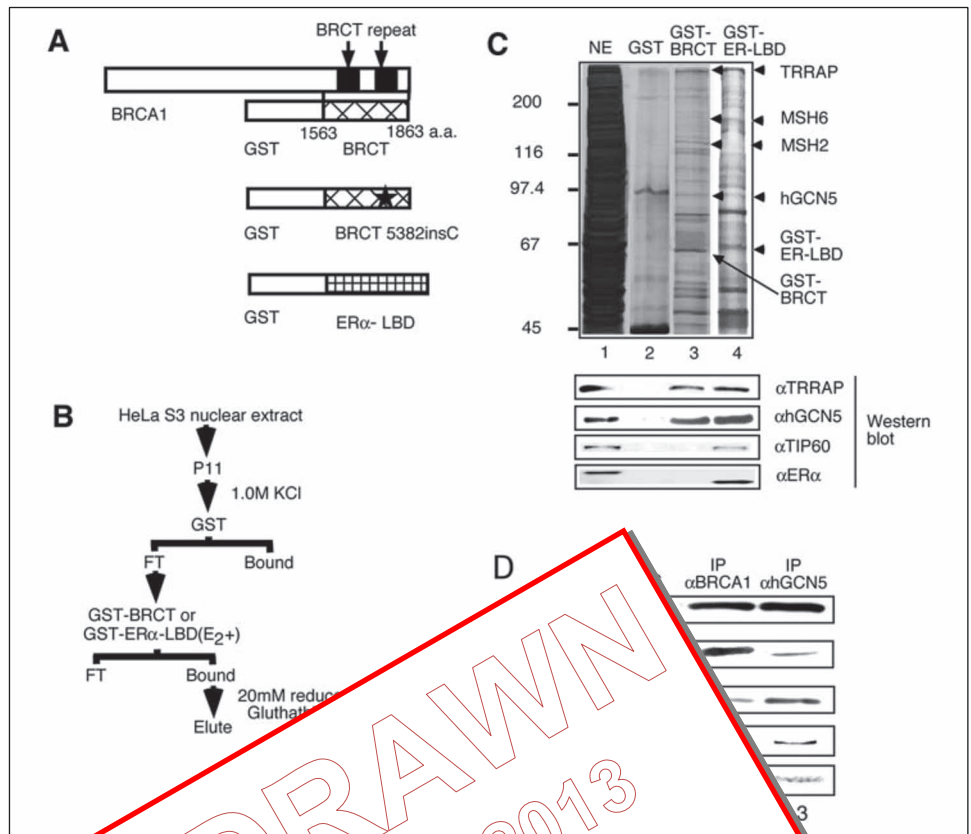 A
BRCT repeat
BRCA1
1563
1863 a.a.
GST
BRCT
GST
BRCT 5382insC
GST
ERα- LBD
B
HeLa S3 nuclear extract
P11
1.0M KCl
GST
FT
Bound
GST-BRCT or
GST-ERα-LBD(E2+)
FT
Bound
20mM
Elute
C
NE
GST
GST-
BRCT
GST-
ER-LBD
200
116
97.4
67
45
TRRAP
MSH6
MSH2
hGCN5
GST-
ER-LBD
GST-
BRCT
1 2 3 4
αTRRAP
αhGCN5
αTIP60
αERα
Western
blot
D
IP
αBRCA1
IP
αhGCN5
3
DRAWN
2013